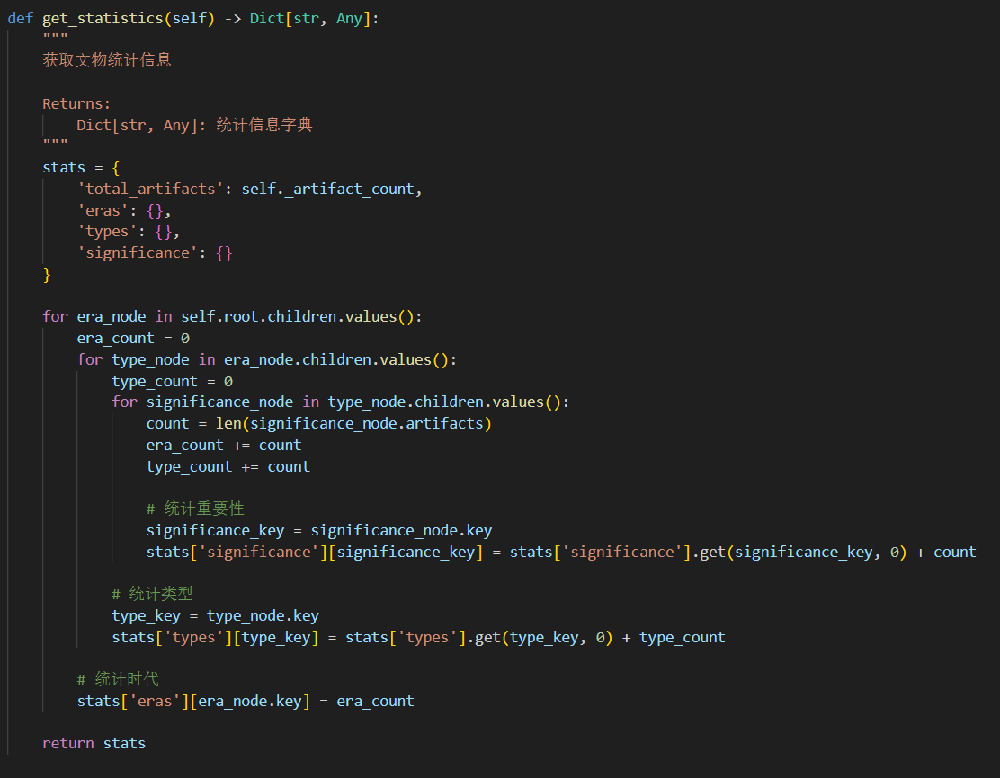 def get_statistics(self) -> Dict[str, Any]:
    """
    获取文物统计信息

    Returns:
        Dict[str, Any]: 统计信息字典
    """
    stats = {
        'total_artifacts': self._artifact_count,
        'eras': {},
        'types': {},
        'significance': {}
    }

    for era_node in self.root.children.values():
        era_count = 0
        for type_node in era_node.children.values():
            type_count = 0
            for significance_node in type_node.children.values():
                count = len(significance_node.artifacts)
                era_count += count
                type_count += count

                # 统计重要性
                significance_key = significance_node.key
                stats['significance'][significance_key] = stats['significance'].get(significance_key, 0) + count

            # 统计类型
            type_key = type_node.key
            stats['types'][type_key] = stats['types'].get(type_key, 0) + type_count

        # 统计时代
        stats['eras'][era_node.key] = era_count

    return stats